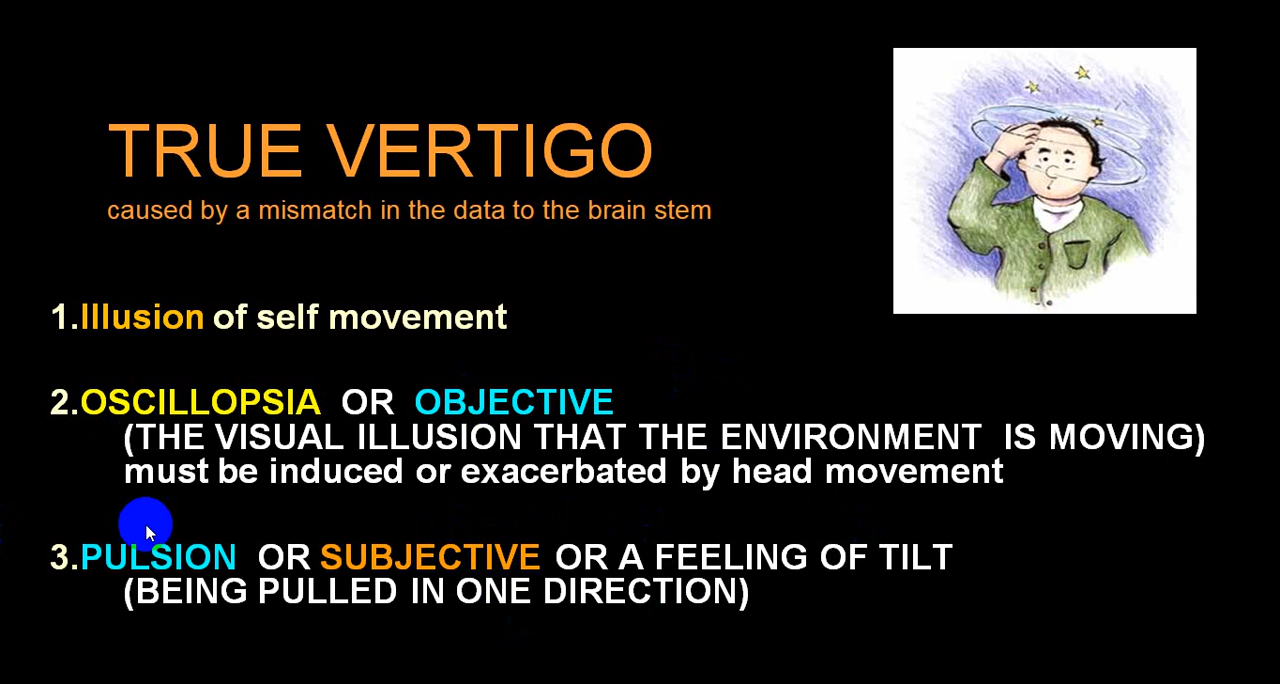 TRUE VERTIGO
caused by a mismatch in the data to the brain stem
1.Illusion of self movement
2.OSCILLOPSIA OR OBJECTIVE
(THE VISUAL ILLUSION THAT THE ENVIRONMENT IS MOVING)
must be induced or exacerbated by head movement
3.PULSION OR SUBJECTIVE OR A FEELING OF TILT
(BEING PULLED IN ONE DIRECTION)